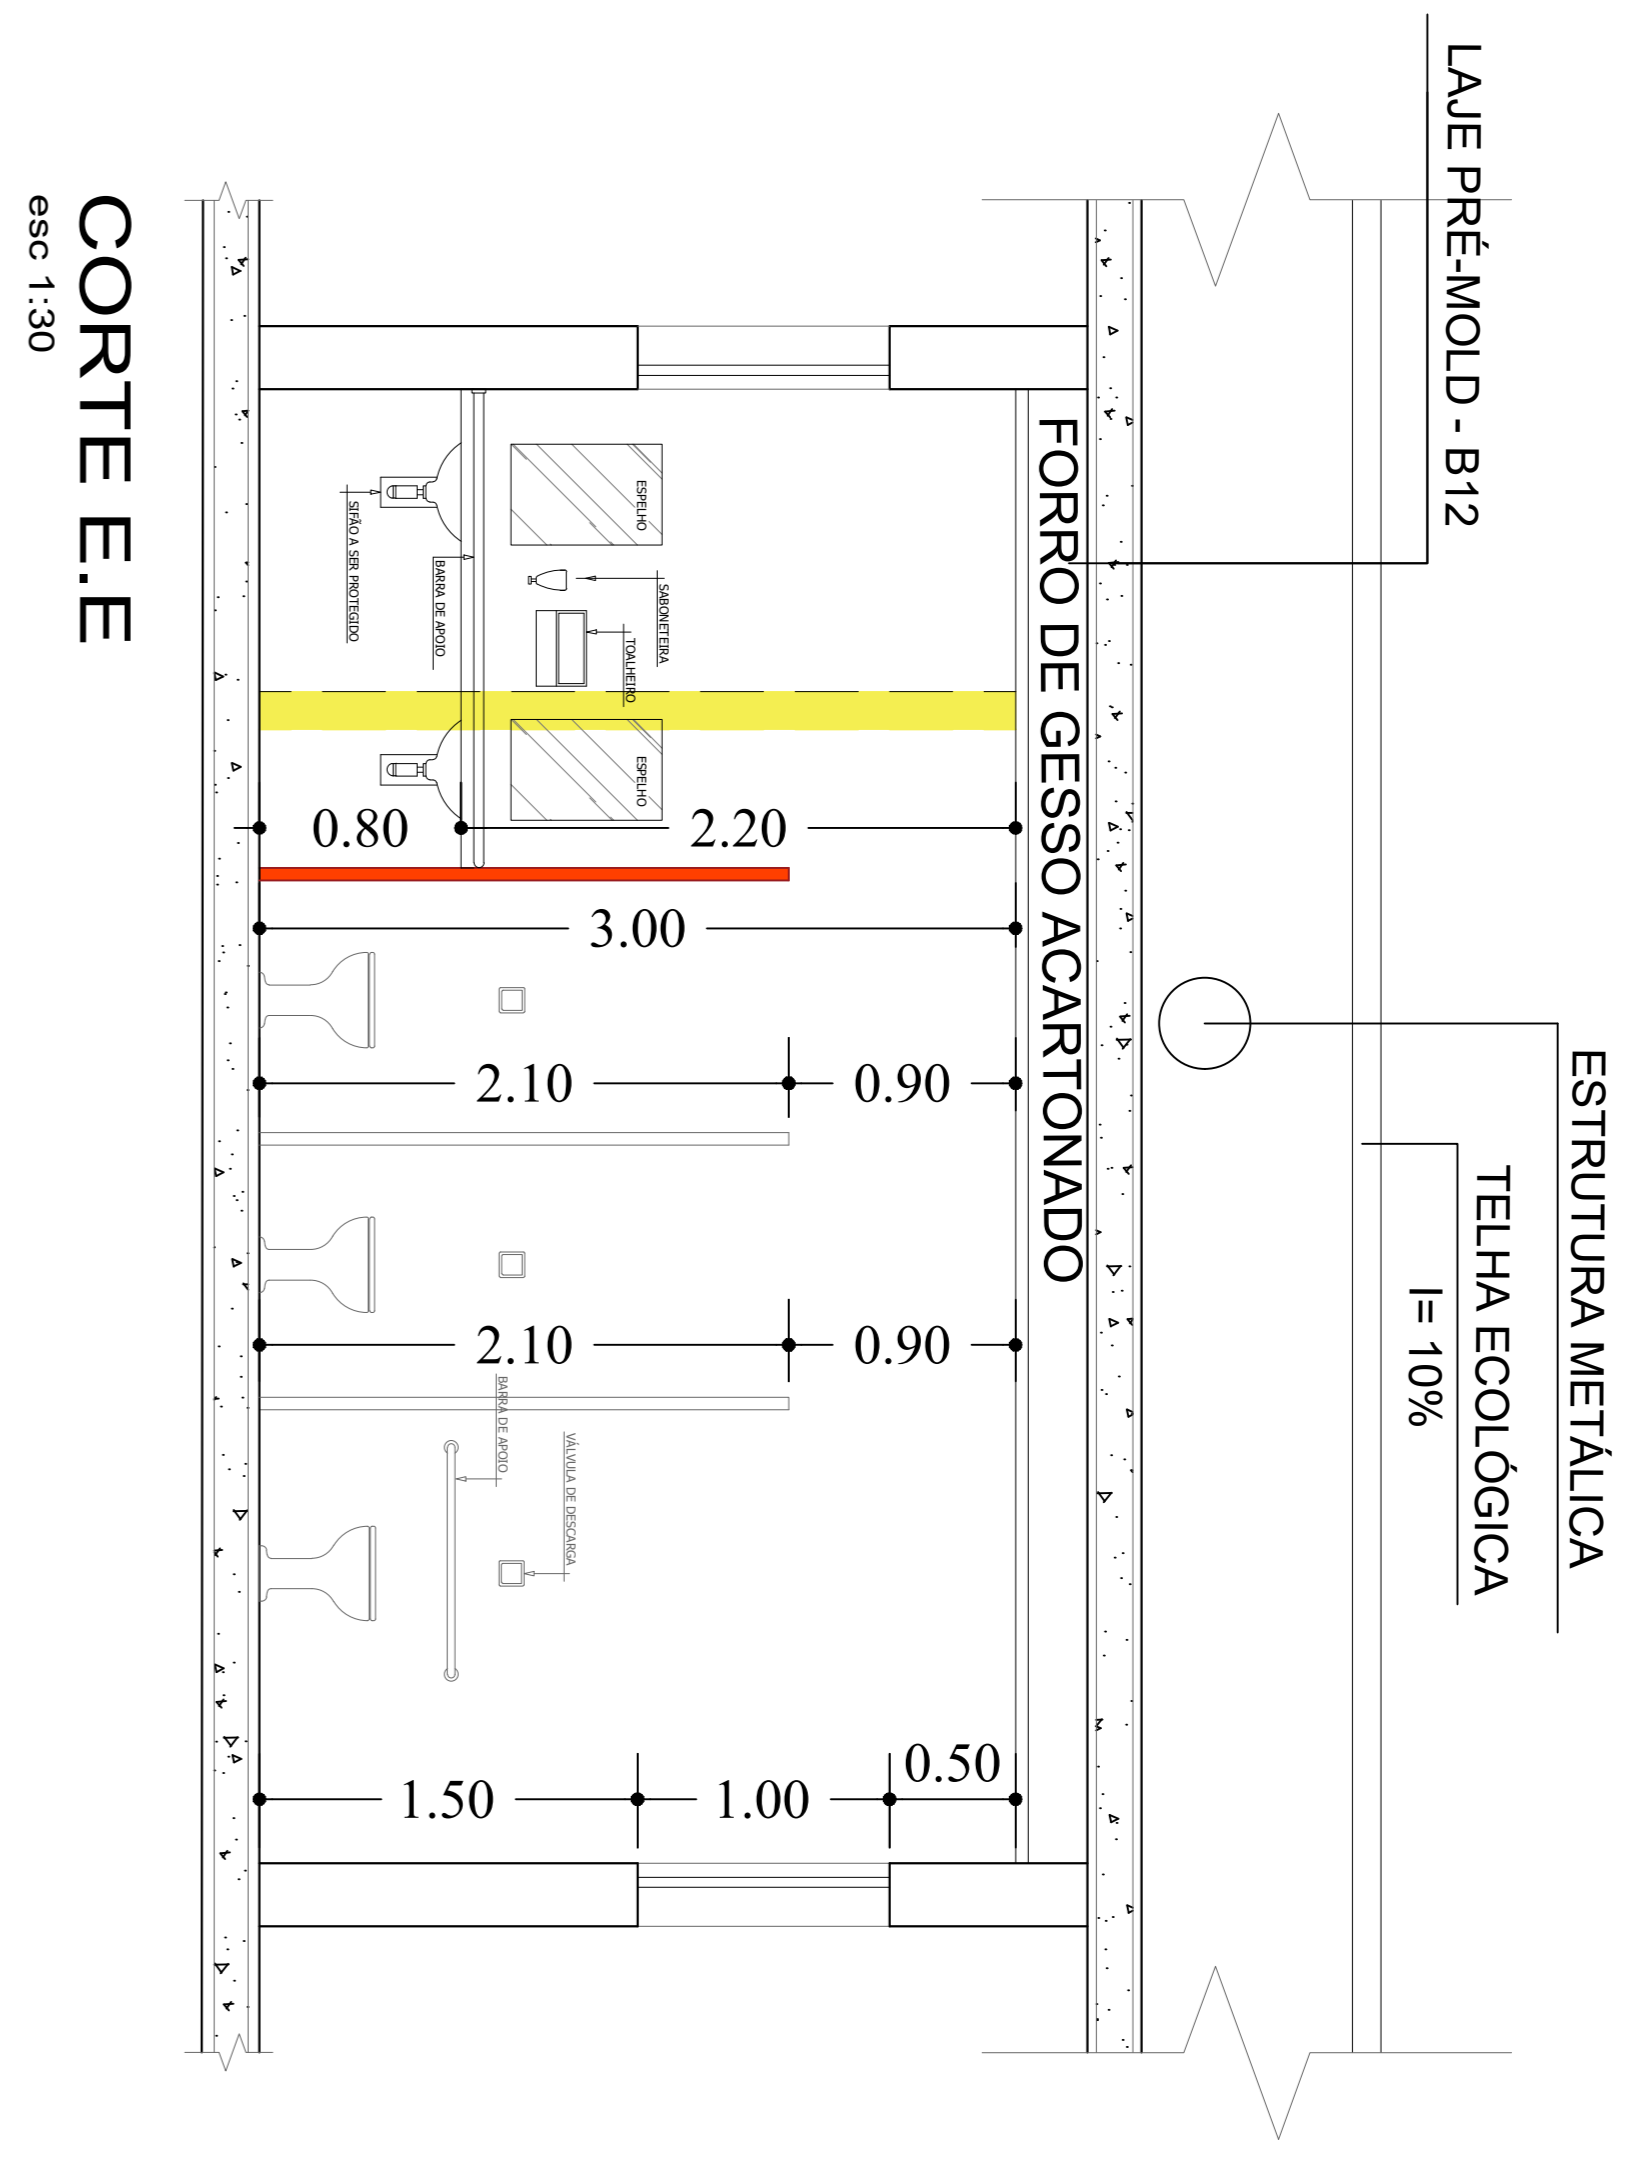 LAJE PRÉ-MOLD - B12
ESTRUTURA METÁLICA
TELHA ECOLÓGICA
I= 10%
FORRO DE GESSO ACARTONADO
ESPELHO
SABONETEIRA
TOALHEIRO
ESPELHO
BARRA DE APOIO
SIFÃO A SER PROTEGIDO
0.80
2.20
3.00
2.10
0.90
2.10
0.90
BARRA DE APOIO
VÁLVULA DE DESCARGA
1.50
1.00
0.50
CORTE E.E
esc 1:30